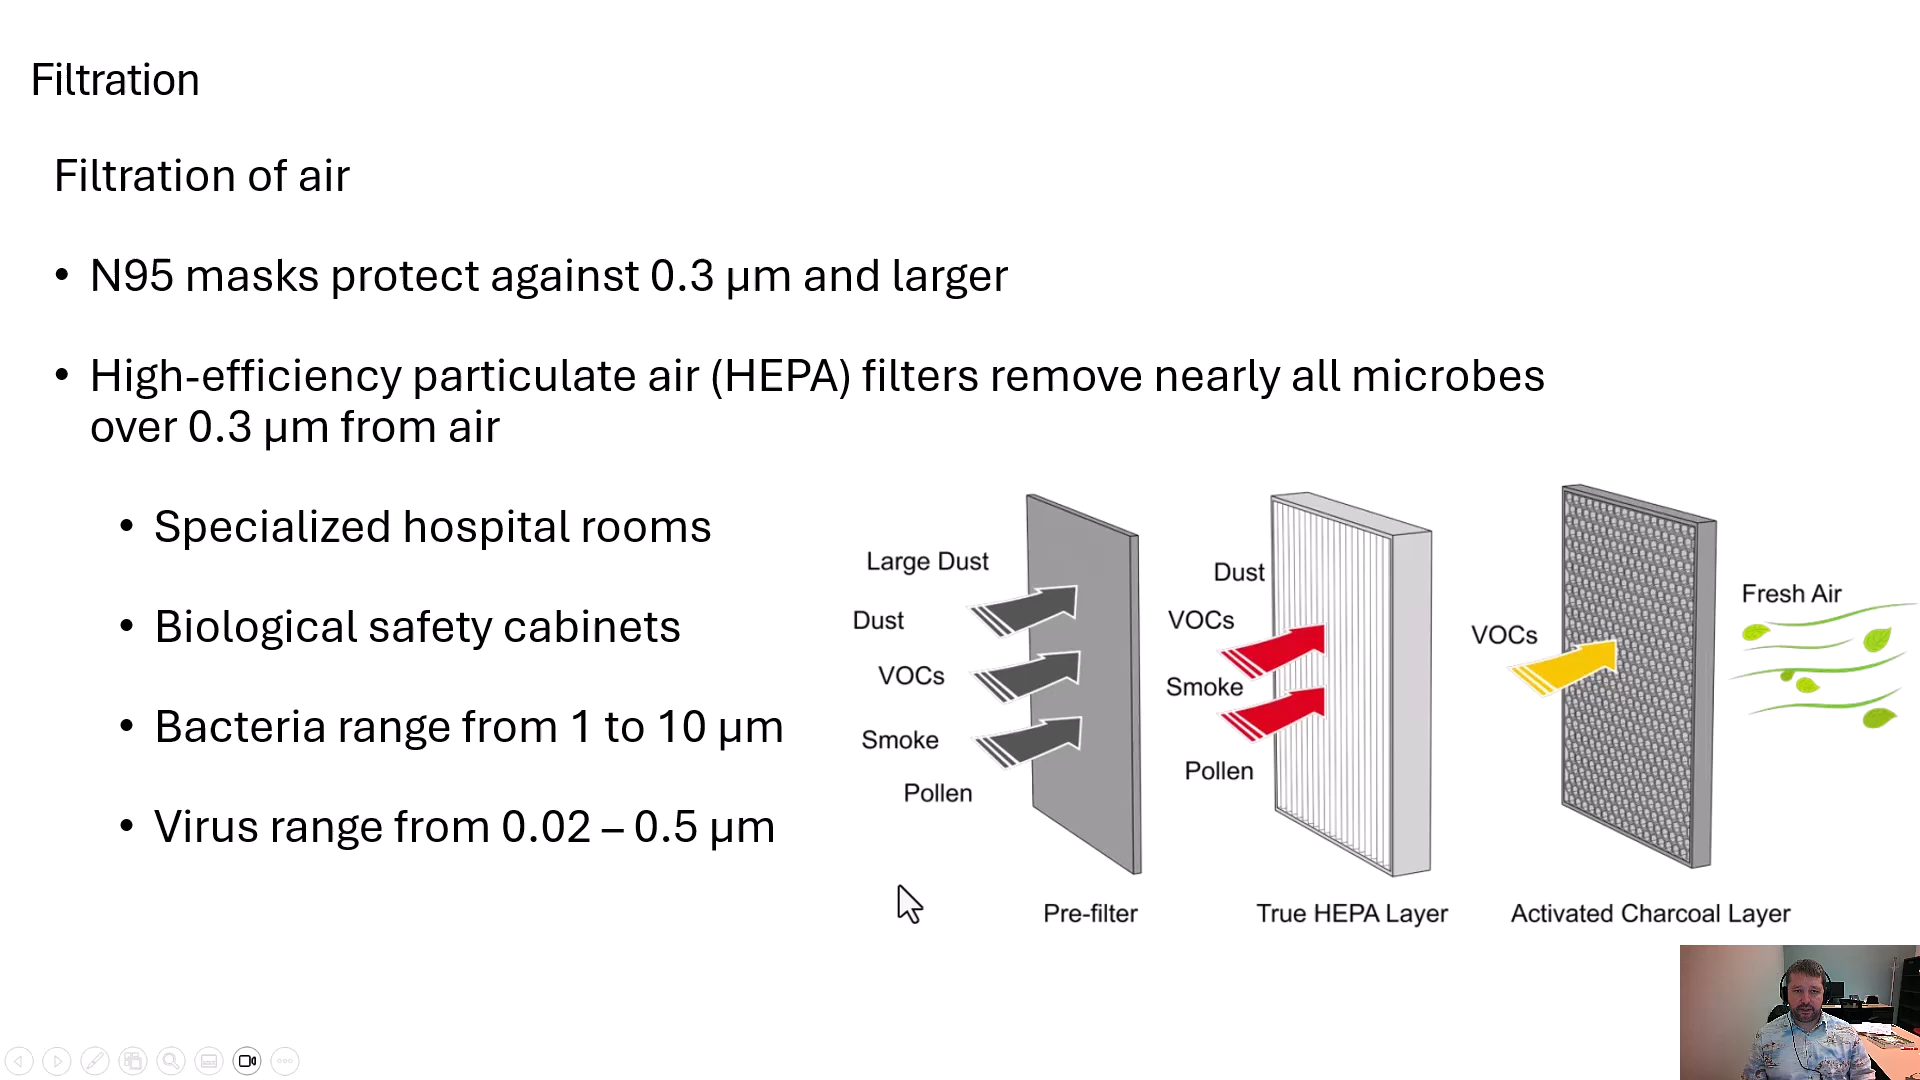 Filtration
Filtration of air
• N95 masks protect against 0.3 µm and larger
• High-efficiency particulate air (HEPA) filters remove nearly all microbes
over 0.3 µm from air
• Specialized hospital rooms
• Biological safety cabinets
• Bacteria range from 1 to 10 µm
• Virus range from 0.02 – 0.5 µm
Large Dust
Dust
VOCs
Smoke
Pollen
Pre-filter
Dust
VOCs
Smoke
Pollen
True HEPA Layer
VOCs
Activated Charcoal Layer
Fresh Air